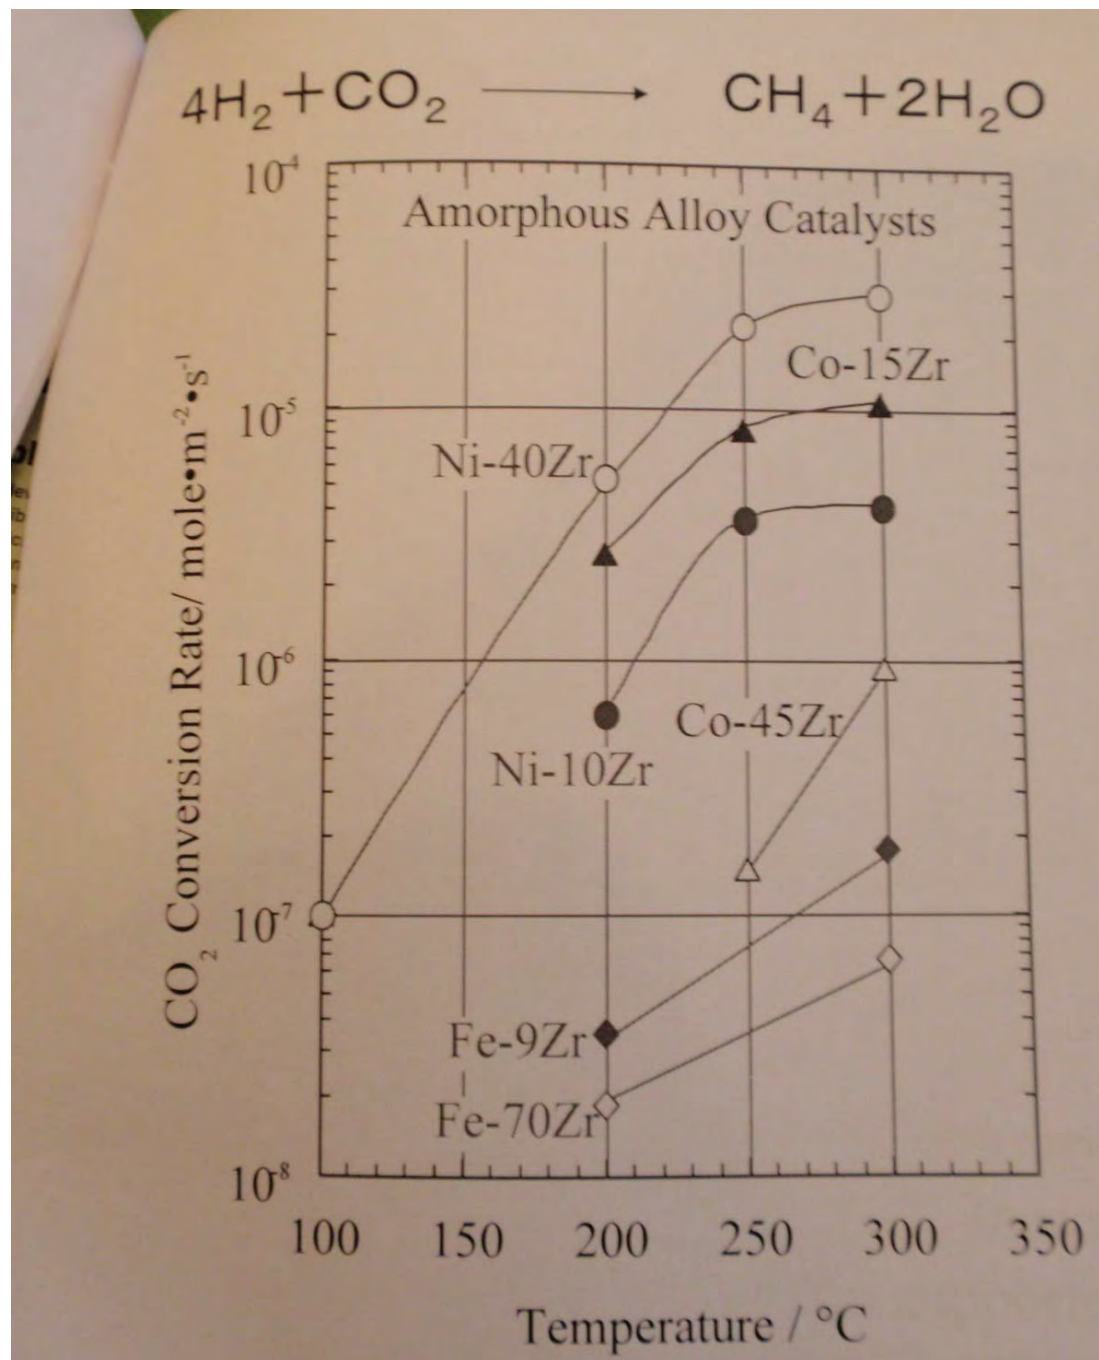 4H₂+CO₂ → CH₄+2H₂O
10⁻⁴
Amorphous Alloy Catalysts
Co-15Zr
10⁻⁵
Ni-40Zr
10⁻⁶
Co-45Zr
Ni-10Zr
10⁻⁷
Fe-9Zr
Fe-70Zr
10⁻⁸
CO₂ Conversion Rate/ mole•m⁻²•s⁻¹
100 150 200 250 300 350
Temperature / °C